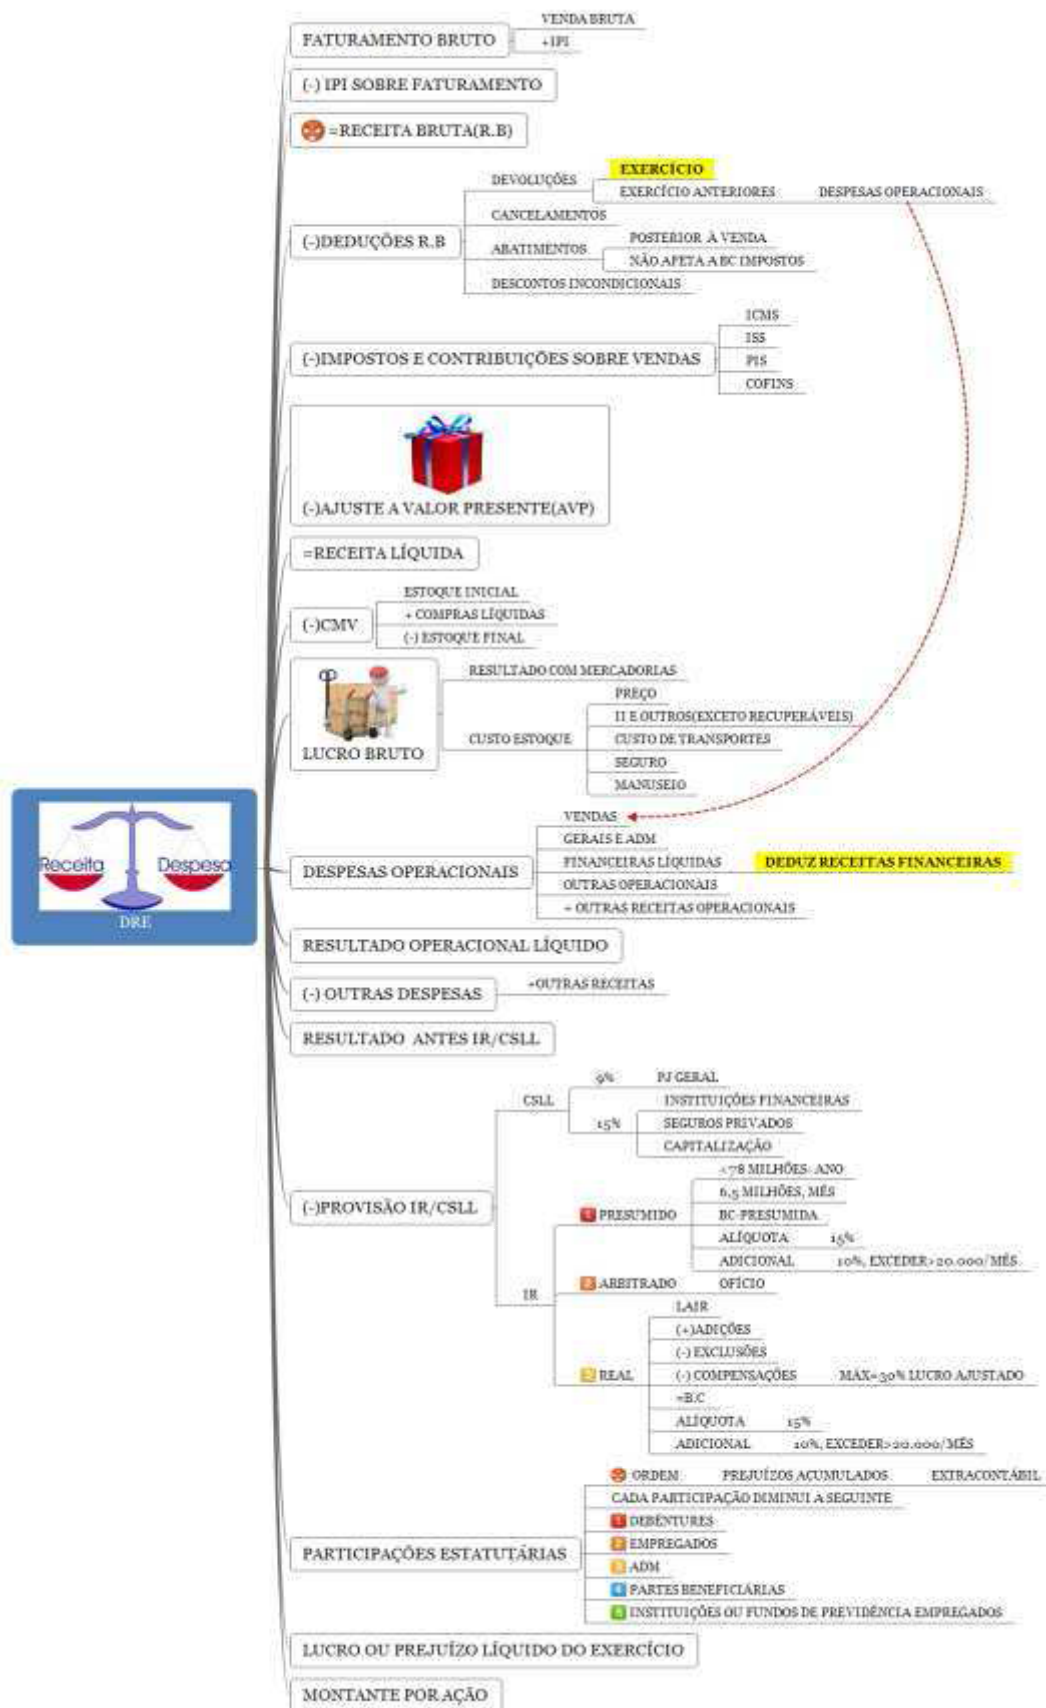 FATURAMENTO BRUTO
VENDA BRUTA
+IPI
(-) IPI SOBRE FATURAMENTO
=RECEITA BRUTA(R.B)
(-)DEDUÇÕES R.B
DEVOLUÇÕES
EXERCÍCIO
EXERCÍCIO ANTERIORES DESPESAS OPERACIONAIS
CANCELAMENTOS
ABATIMENTOS
POSTERIOR À VENDA
NÃO AFETA A BC IMPOSTOS
DESCONTOS INCONDICIONAIS
(-)IMPOSTOS E CONTRIBUIÇÕES SOBRE VENDAS
ICMS
ISS
PIS
COFINS
(-)AJUSTE A VALOR PRESENTE(AVP)
=RECEITA LÍQUIDA
(-)CMV
ESTOQUE INICIAL
+ COMPRAS LÍQUIDAS
(-) ESTOQUE FINAL
LUCRO BRUTO
RESULTADO COM MERCADORIAS
CUSTO ESTOQUE
PREÇO
II E OUTROS(EXCETO RECUPERÁVEIS)
CUSTO DE TRANSPORTES
SEGURO
MANUSEIO
Receita Despesa
DRE
DESPESAS OPERACIONAIS
VENDAS
GERAIS E ADM
FINANCEIRAS LÍQUIDAS DEDUZ RECEITAS FINANCEIRAS
OUTRAS OPERACIONAIS
+ OUTRAS RECEITAS OPERACIONAIS
RESULTADO OPERACIONAL LÍQUIDO
(-) OUTRAS DESPESAS
+OUTRAS RECEITAS
RESULTADO ANTES IR/CSLL
(-)PROVISÃO IR/CSLL
CSLL
9% PJ GERAL
15%
INSTITUIÇÕES FINANCEIRAS
SEGUROS PRIVADOS
CAPITALIZAÇÃO
IR
1 PRESUMIDO
<78 MILHÕES- ANO
6,5 MILHÕES, MÊS
BC-PRESUMIDA
ALÍQUOTA 15%
ADICIONAL 10%, EXCEDER>20.000/MÊS
2 ARBITRADO OFÍCIO
3 REAL
LAIR
(+)ADIÇÕES
(-) EXCLUSÕES
(-) COMPENSAÇÕES MÁX=30% LUCRO AJUSTADO
=B.C
ALÍQUOTA 15%
ADICIONAL 10%, EXCEDER>20.000/MÊS
PARTICIPAÇÕES ESTATUTÁRIAS
ORDEM PREJUÍZOS ACUMULADOS EXTRACONTÁBIL
CADA PARTICIPAÇÃO DIMINUI A SEGUINTE
1 DEBÊNTURES
2 EMPREGADOS
3 ADM
4 PARTES BENEFICIÁRIAS
5 INSTITUIÇÕES OU FUNDOS DE PREVIDÊNCIA EMPREGADOS
LUCRO OU PREJUÍZO LÍQUIDO DO EXERCÍCIO
MONTANTE POR AÇÃO